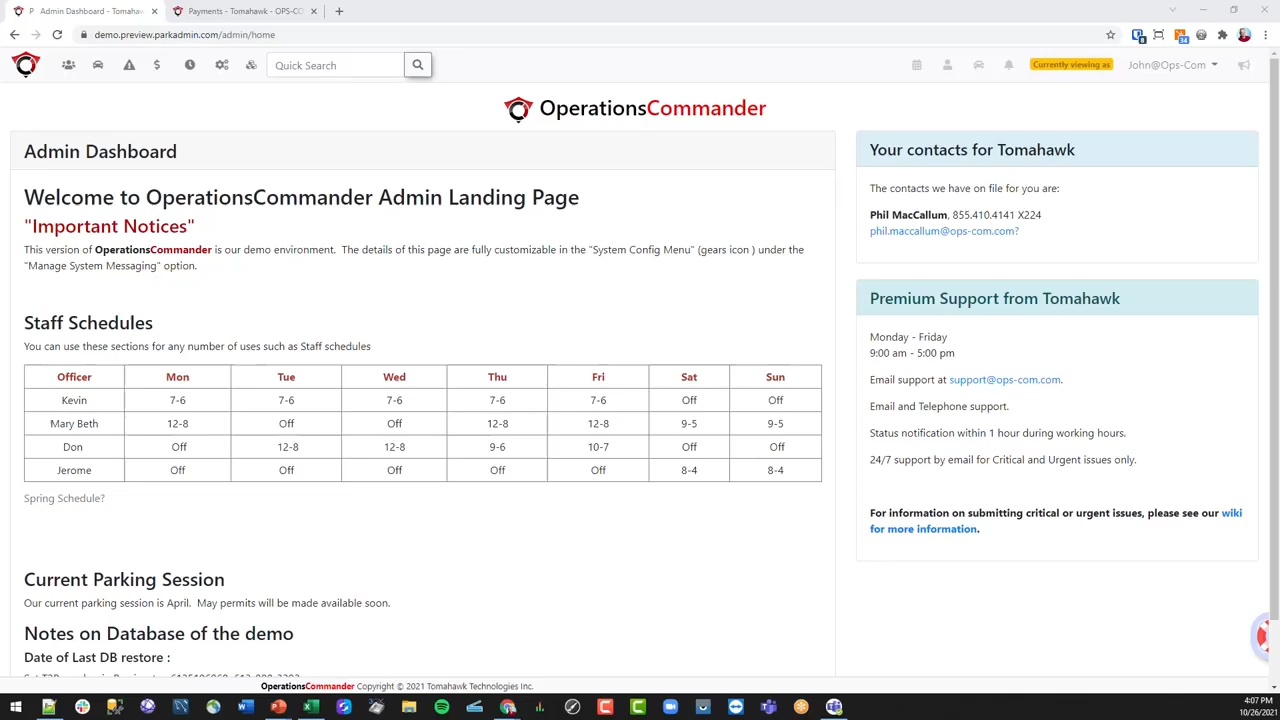 P Admin Dashboard - Tomahaw
Payments - Tomahawk - OPS-CO
demo.preview.parkadmin.com/admin/home
8
34
Quick Search
Currently viewing as
John@Ops-Com
OperationsCommander
Admin Dashboard
Welcome to OperationsCommander Admin Landing Page
"Important Notices"
This version of OperationsCommander is our demo environment. The details of this page are fully customizable in the "System Config Menu" (gears icon ) under the
"Manage System Messaging" option.
Staff Schedules
You can use these sections for any number of uses such as Staff schedules
Officer Mon Tue Wed Thu Fri Sat Sun
Kevin 7-6 7-6 7-6 7-6 7-6 Off Off
Mary Beth 12-8 Off Off 12-8 12-8 9-5 9-5
Don Off 12-8 12-8 9-6 10-7 Off Off
Jerome Off Off Off Off Off 8-4 8-4
Spring Schedule?
Current Parking Session
Our current parking session is April. May permits will be made available soon.
Notes on Database of the demo
Date of Last DB restore :
Your contacts for Tomahawk
The contacts we have on file for you are:
Phil MacCallum, 855.410.4141 X224
phil.maccallum@ops-com.com?
Premium Support from Tomahawk
Monday - Friday
9:00 am - 5:00 pm
Email support at support@ops-com.com.
Email and Telephone support.
Status notification within 1 hour during working hours.
24/7 support by email for Critical and Urgent issues only.
For information on submitting critical or urgent issues, please see our wiki
for more information.
OperationsCommander Copyright © 2021 Tomahawk Technologies Inc.
4:07 PM
10/26/2021